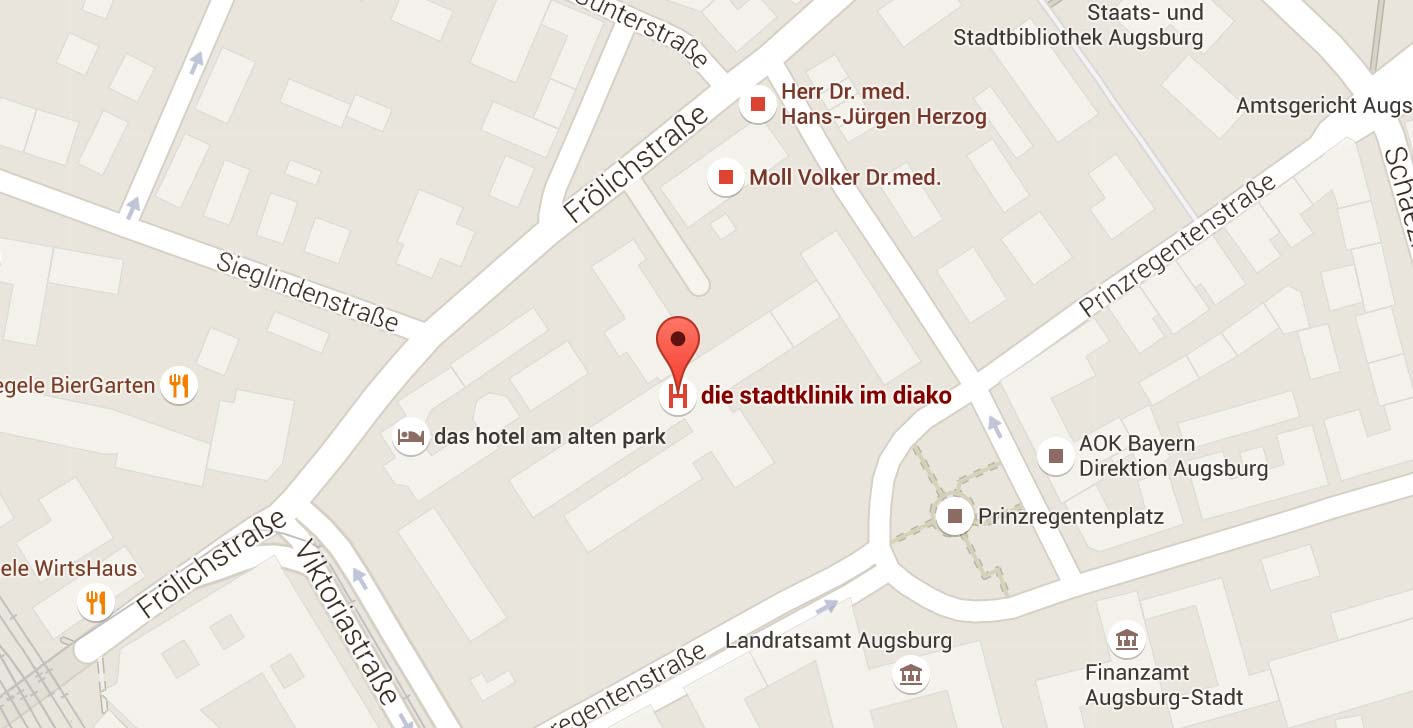 Staats- und
Stadtbibliothek Augsburg
unterstraße
Herr Dr. med.
Hans-Jürgen Herzog
Amtsgericht Augs
Frölichstraße
Moll Volker Dr.med.
Schaezl
Prinzregentenstraße
Sieglindenstraße
egele BierGarten
die stadtklinik im diako
das hotel am alten park
AOK Bayern
Direktion Augsburg
Prinzregentenplatz
Frölichstraße
ele WirtsHaus
Viktoriastraße
Landratsamt Augsburg
regentenstraße
Finanzamt
Augsburg-Stadt